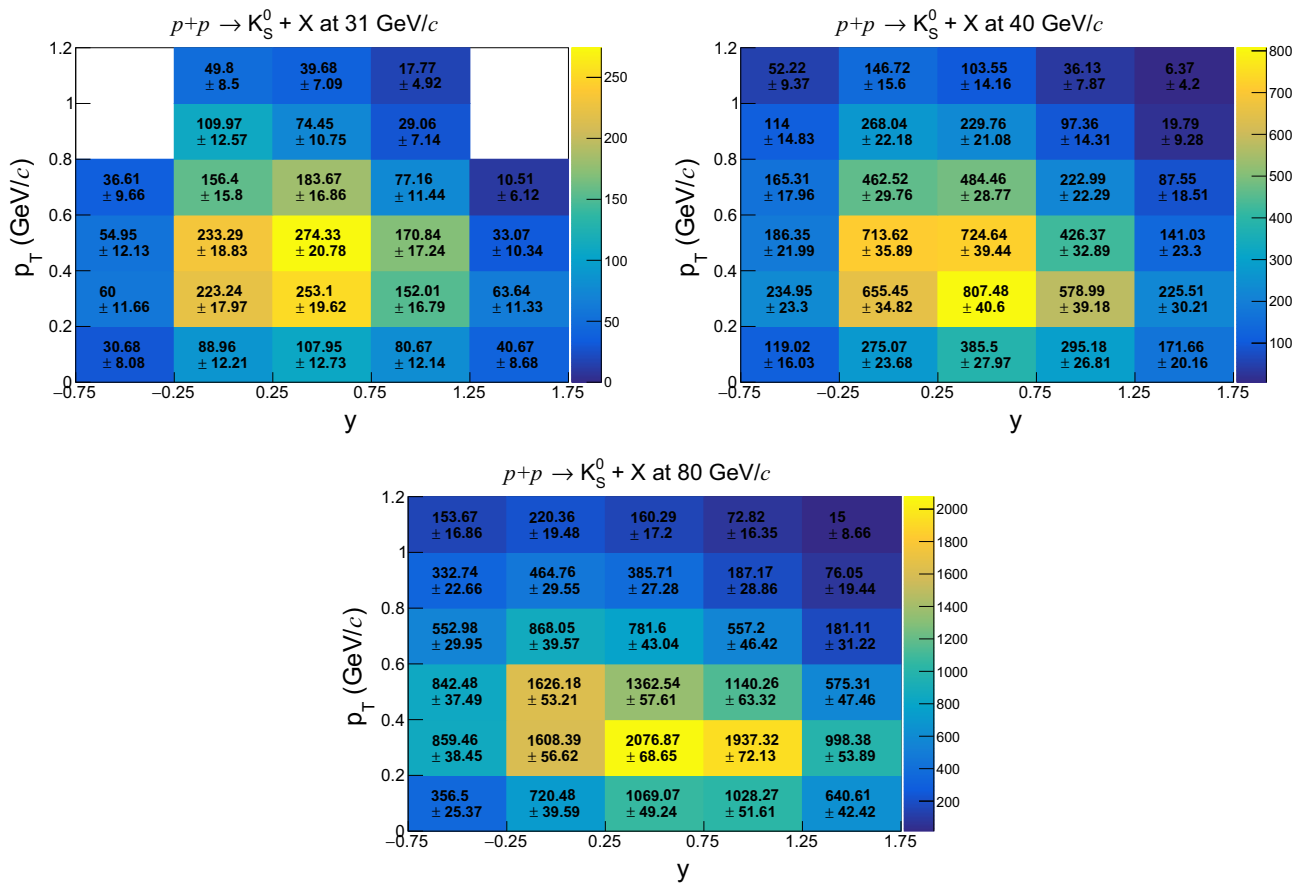 p+p → K⁰_S + X at 31 GeV/c
p_T (GeV/c)
1.2
1
0.8
0.6
0.4
0.2
0
49.8 39.68 17.77
± 8.5 ± 7.09 ± 4.92
109.97 74.45 29.06
± 12.57 ± 10.75 ± 7.14
36.61 156.4 183.67 77.16 10.51
± 9.66 ± 15.8 ± 16.86 ± 11.44 ± 6.12
54.95 233.29 274.33 170.84 33.07
± 12.13 ± 18.83 ± 20.78 ± 17.24 ± 10.34
60 223.24 253.1 152.01 63.64
± 11.66 ± 17.97 ± 19.62 ± 16.79 ± 11.33
30.68 88.96 107.95 80.67 40.67
± 8.08 ± 12.21 ± 12.73 ± 12.14 ± 8.68
−0.75 −0.25 0.25 0.75 1.25 1.75
y
250
200
150
100
50
0
p+p → K⁰_S + X at 40 GeV/c
p_T (GeV/c)
1.2
1
0.8
0.6
0.4
0.2
0
52.22 146.72 103.55 36.13 6.37
± 9.37 ± 15.6 ± 14.16 ± 7.87 ± 4.2
114 268.04 229.76 97.36 19.79
± 14.83 ± 22.18 ± 21.08 ± 14.31 ± 9.28
165.31 462.52 484.46 222.99 87.55
± 17.96 ± 29.76 ± 28.77 ± 22.29 ± 18.51
186.35 713.62 724.64 426.37 141.03
± 21.99 ± 35.89 ± 39.44 ± 32.89 ± 23.3
234.95 655.45 807.48 578.99 225.51
± 23.3 ± 34.82 ± 40.6 ± 39.18 ± 30.21
119.02 275.07 385.5 295.18 171.66
± 16.03 ± 23.68 ± 27.97 ± 26.81 ± 20.16
−0.75 −0.25 0.25 0.75 1.25 1.75
y
800
700
600
500
400
300
200
100
p+p → K⁰_S + X at 80 GeV/c
p_T (GeV/c)
1.2
1
0.8
0.6
0.4
0.2
0
153.67 220.36 160.29 72.82 15
± 16.86 ± 19.48 ± 17.2 ± 16.35 ± 8.66
332.74 464.76 385.71 187.17 76.05
± 22.66 ± 29.55 ± 27.28 ± 28.86 ± 19.44
552.98 868.05 781.6 557.2 181.11
± 29.95 ± 39.57 ± 43.04 ± 46.42 ± 31.22
842.48 1626.18 1362.54 1140.26 575.31
± 37.49 ± 53.21 ± 57.61 ± 63.32 ± 47.46
859.46 1608.39 2076.87 1937.32 998.38
± 38.45 ± 56.62 ± 68.65 ± 72.13 ± 53.89
356.5 720.48 1069.07 1028.27 640.61
± 25.37 ± 39.59 ± 49.24 ± 51.61 ± 42.42
−0.75 −0.25 0.25 0.75 1.25 1.75
y
2000
1800
1600
1400
1200
1000
800
600
400
200